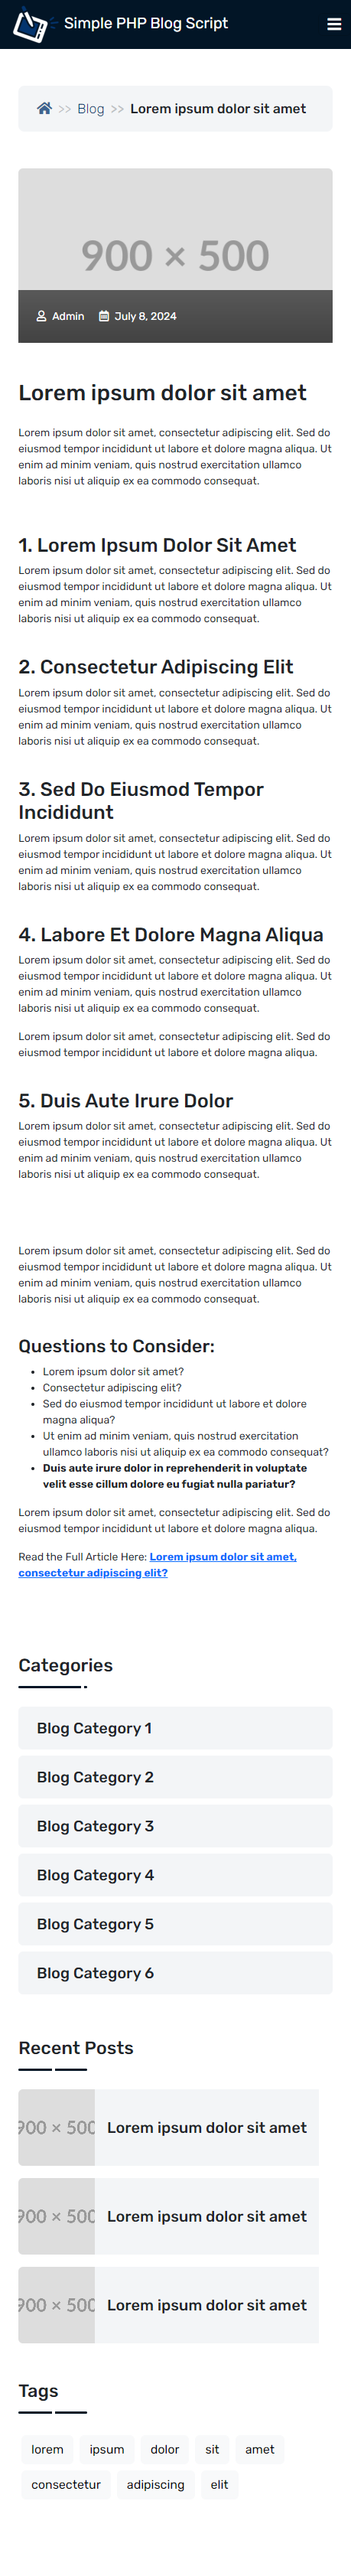 Simple PHP Blog Script
>> Blog >> Lorem ipsum dolor sit amet
900 × 500
Admin July 8, 2024
Lorem ipsum dolor sit amet
Lorem ipsum dolor sit amet, consectetur adipiscing elit. Sed do
eiusmod tempor incididunt ut labore et dolore magna aliqua. Ut
enim ad minim veniam, quis nostrud exercitation ullamco
laboris nisi ut aliquip ex ea commodo consequat.
1. Lorem Ipsum Dolor Sit Amet
Lorem ipsum dolor sit amet, consectetur adipiscing elit. Sed do
eiusmod tempor incididunt ut labore et dolore magna aliqua. Ut
enim ad minim veniam, quis nostrud exercitation ullamco
laboris nisi ut aliquip ex ea commodo consequat.
2. Consectetur Adipiscing Elit
Lorem ipsum dolor sit amet, consectetur adipiscing elit. Sed do
eiusmod tempor incididunt ut labore et dolore magna aliqua. Ut
enim ad minim veniam, quis nostrud exercitation ullamco
laboris nisi ut aliquip ex ea commodo consequat.
3. Sed Do Eiusmod Tempor
Incididunt
Lorem ipsum dolor sit amet, consectetur adipiscing elit. Sed do
eiusmod tempor incididunt ut labore et dolore magna aliqua. Ut
enim ad minim veniam, quis nostrud exercitation ullamco
laboris nisi ut aliquip ex ea commodo consequat.
4. Labore Et Dolore Magna Aliqua
Lorem ipsum dolor sit amet, consectetur adipiscing elit. Sed do
eiusmod tempor incididunt ut labore et dolore magna aliqua. Ut
enim ad minim veniam, quis nostrud exercitation ullamco
laboris nisi ut aliquip ex ea commodo consequat.
Lorem ipsum dolor sit amet, consectetur adipiscing elit. Sed do
eiusmod tempor incididunt ut labore et dolore magna aliqua.
5. Duis Aute Irure Dolor
Lorem ipsum dolor sit amet, consectetur adipiscing elit. Sed do
eiusmod tempor incididunt ut labore et dolore magna aliqua. Ut
enim ad minim veniam, quis nostrud exercitation ullamco
laboris nisi ut aliquip ex ea commodo consequat.
Lorem ipsum dolor sit amet, consectetur adipiscing elit. Sed do
eiusmod tempor incididunt ut labore et dolore magna aliqua. Ut
enim ad minim veniam, quis nostrud exercitation ullamco
laboris nisi ut aliquip ex ea commodo consequat.
Questions to Consider:
• Lorem ipsum dolor sit amet?
• Consectetur adipiscing elit?
• Sed do eiusmod tempor incididunt ut labore et dolore
magna aliqua?
• Ut enim ad minim veniam, quis nostrud exercitation
ullamco laboris nisi ut aliquip ex ea commodo consequat?
• Duis aute irure dolor in reprehenderit in voluptate
velit esse cillum dolore eu fugiat nulla pariatur?
Lorem ipsum dolor sit amet, consectetur adipiscing elit. Sed do
eiusmod tempor incididunt ut labore et dolore magna aliqua.
Read the Full Article Here: Lorem ipsum dolor sit amet,
consectetur adipiscing elit?
Categories
Blog Category 1
Blog Category 2
Blog Category 3
Blog Category 4
Blog Category 5
Blog Category 6
Recent Posts
900 × 500 Lorem ipsum dolor sit amet
900 × 500 Lorem ipsum dolor sit amet
900 × 500 Lorem ipsum dolor sit amet
Tags
lorem ipsum dolor sit amet
consectetur adipiscing elit